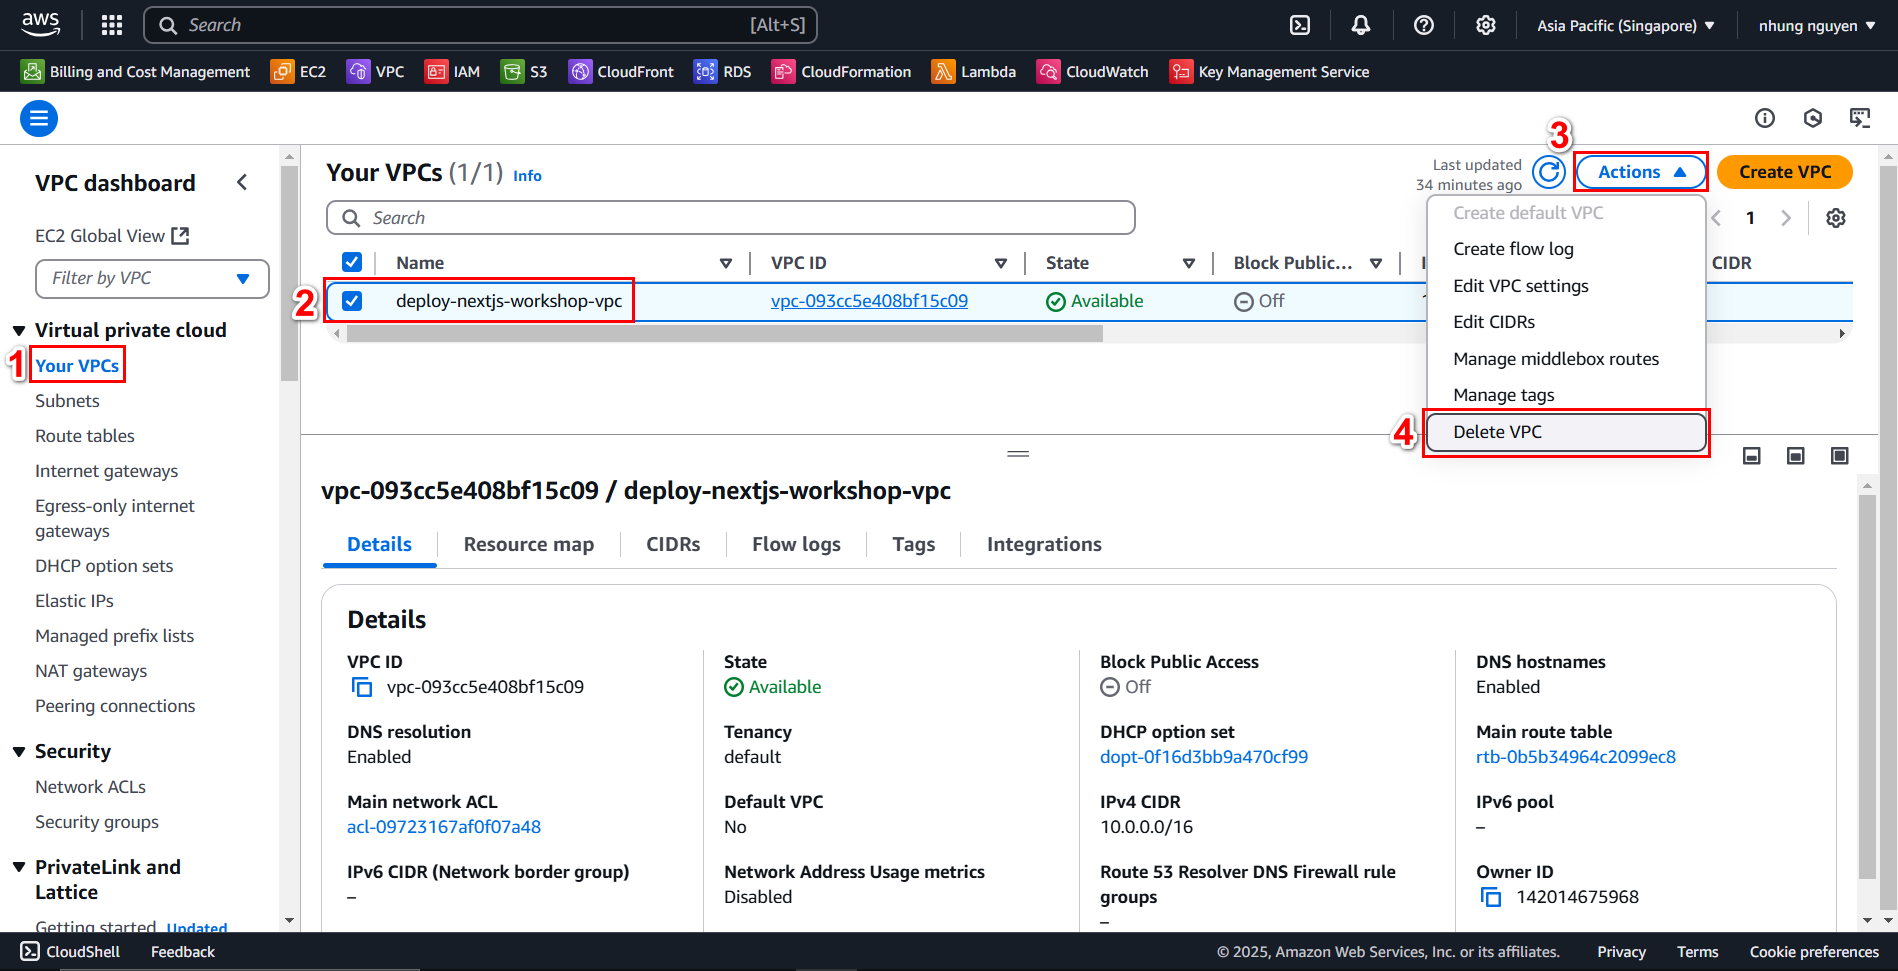 aws
Search
[Alt+S]
Asia Pacific (Singapore)
nhung nguyen
Billing and Cost Management
EC2
VPC
IAM
S3
CloudFront
RDS
CloudFormation
Lambda
CloudWatch
Key Management Service
VPC dashboard
EC2 Global View
Filter by VPC
Virtual private cloud
1
Your VPCs
Subnets
Route tables
Internet gateways
Egress-only internet
gateways
DHCP option sets
Elastic IPs
Managed prefix lists
NAT gateways
Peering connections
Security
Network ACLs
Security groups
PrivateLink and
Lattice
Getting started Updated
Your VPCs (1/1) Info
Last updated
34 minutes ago
3
Actions
Create VPC
Search
1
Name
VPC ID
State
Block Public...
CIDR
2
deploy-nextjs-workshop-vpc
vpc-093cc5e408bf15c09
Available
Off
Create default VPC
Create flow log
Edit VPC settings
Edit CIDRs
Manage middlebox routes
Manage tags
4
Delete VPC
vpc-093cc5e408bf15c09 / deploy-nextjs-workshop-vpc
Details
Resource map
CIDRs
Flow logs
Tags
Integrations
Details
VPC ID
vpc-093cc5e408bf15c09
State
Available
Block Public Access
Off
DNS hostnames
Enabled
DNS resolution
Enabled
Tenancy
default
DHCP option set
dopt-0f16d3bb9a470cf99
Main route table
rtb-0b5b34964c2099ec8
Main network ACL
acl-09723167af0f07a48
Default VPC
No
IPv4 CIDR
10.0.0.0/16
IPv6 pool
–
IPv6 CIDR (Network border group)
–
Network Address Usage metrics
Disabled
Route 53 Resolver DNS Firewall rule
groups
–
Owner ID
142014675968
CloudShell
Feedback
© 2025, Amazon Web Services, Inc. or its affiliates.
Privacy
Terms
Cookie preferences